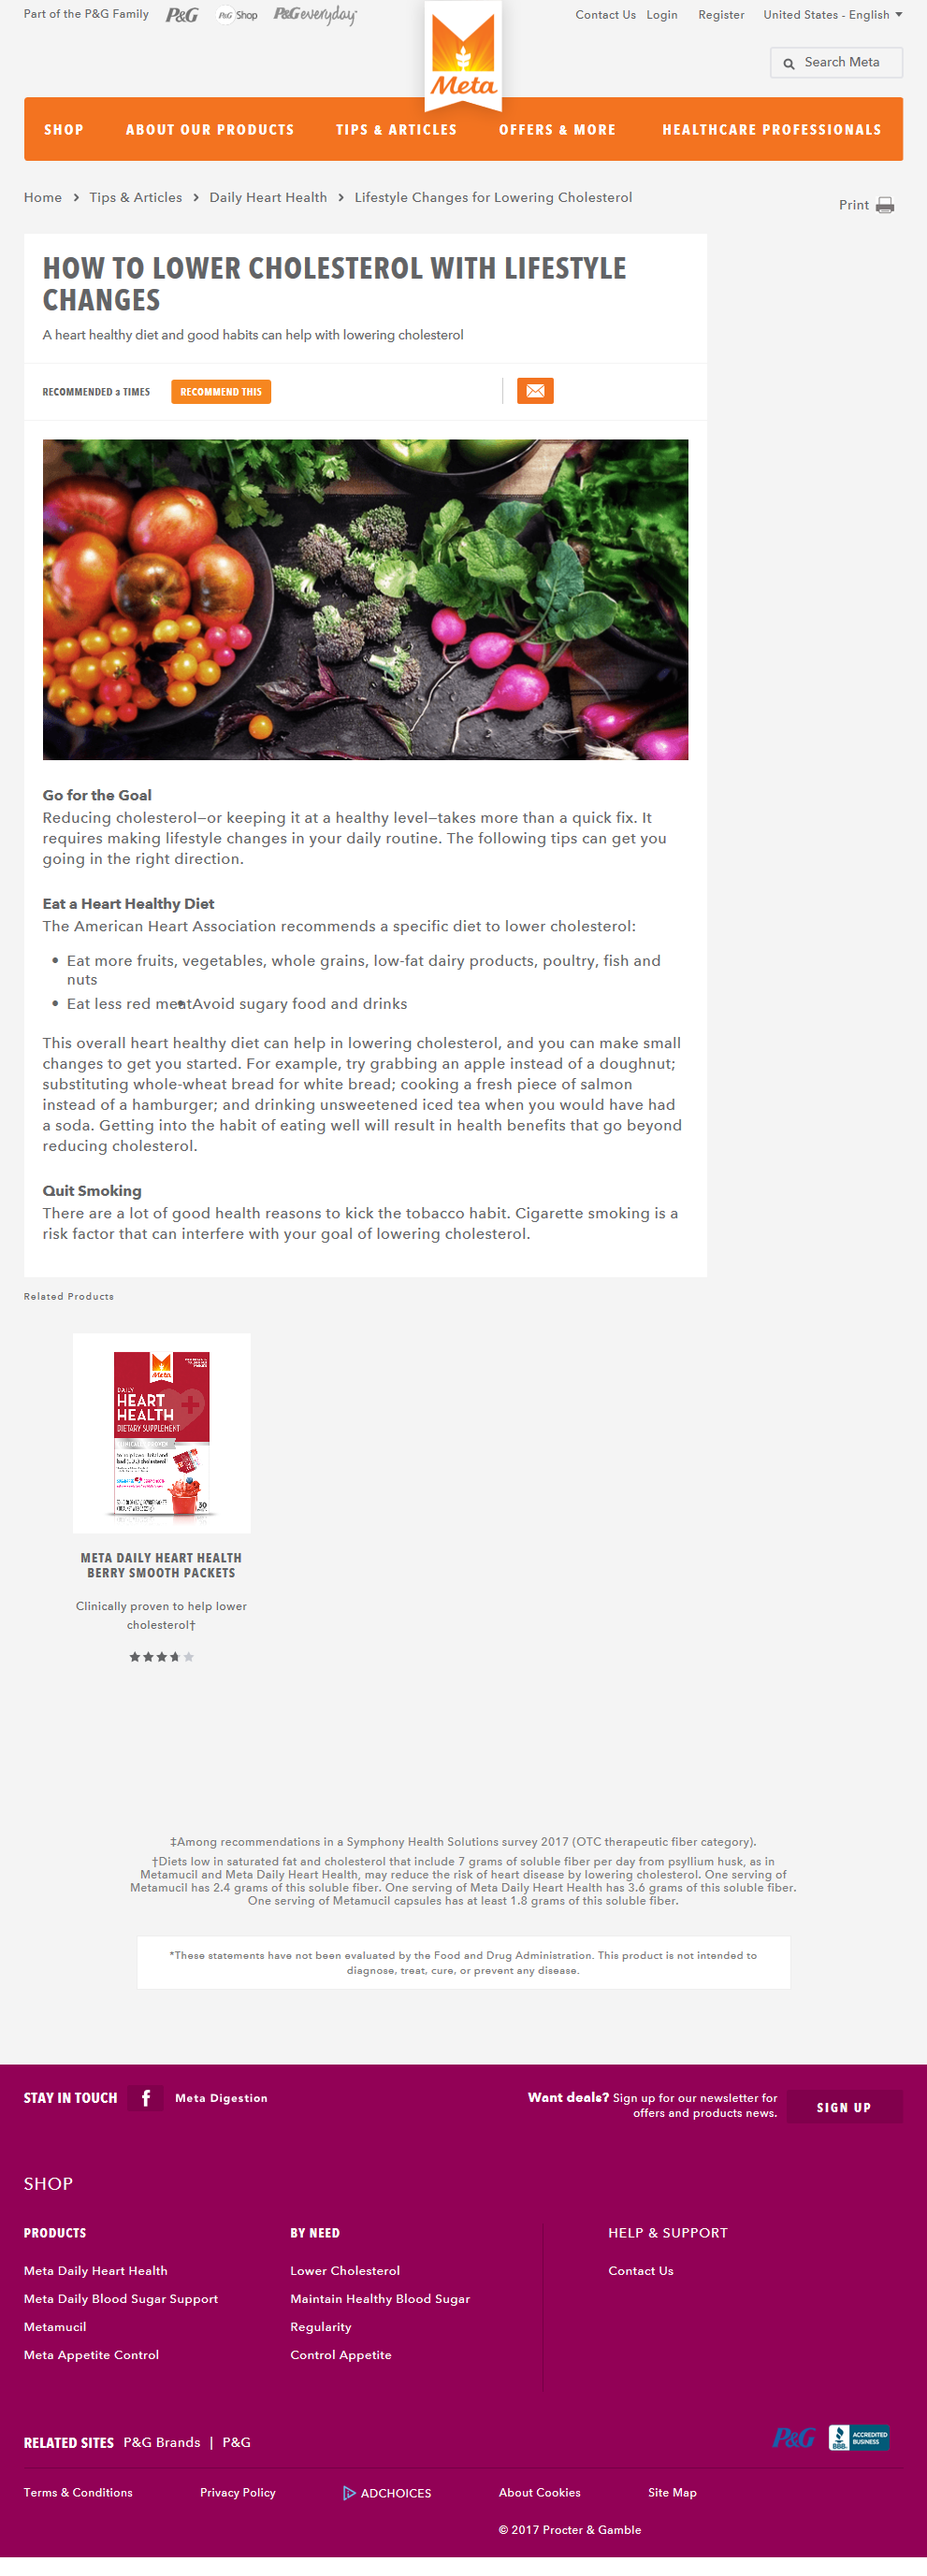 Part of the P&G Family P&G P&G Shop P&G everyday
Contact Us Login Register United States - English
Meta
Search Meta
SHOP ABOUT OUR PRODUCTS TIPS & ARTICLES OFFERS & MORE HEALTHCARE PROFESSIONALS
Home > Tips & Articles > Daily Heart Health > Lifestyle Changes for Lowering Cholesterol
Print
HOW TO LOWER CHOLESTEROL WITH LIFESTYLE
CHANGES
A heart healthy diet and good habits can help with lowering cholesterol
RECOMMENDED 3 TIMES RECOMMEND THIS
Go for the Goal
Reducing cholesterol—or keeping it at a healthy level—takes more than a quick fix. It
requires making lifestyle changes in your daily routine. The following tips can get you
going in the right direction.
Eat a Heart Healthy Diet
The American Heart Association recommends a specific diet to lower cholesterol:
• Eat more fruits, vegetables, whole grains, low-fat dairy products, poultry, fish and
nuts
• Eat less red meat•Avoid sugary food and drinks
This overall heart healthy diet can help in lowering cholesterol, and you can make small
changes to get you started. For example, try grabbing an apple instead of a doughnut;
substituting whole-wheat bread for white bread; cooking a fresh piece of salmon
instead of a hamburger; and drinking unsweetened iced tea when you would have had
a soda. Getting into the habit of eating well will result in health benefits that go beyond
reducing cholesterol.
Quit Smoking
There are a lot of good health reasons to kick the tobacco habit. Cigarette smoking is a
risk factor that can interfere with your goal of lowering cholesterol.
Related Products
Meta
DAILY
HEART
HEALTH
DIETARY SUPPLEMENT
30
META DAILY HEART HEALTH
BERRY SMOOTH PACKETS
Clinically proven to help lower
cholesterol†
‡Among recommendations in a Symphony Health Solutions survey 2017 (OTC therapeutic fiber category).
†Diets low in saturated fat and cholesterol that include 7 grams of soluble fiber per day from psyllium husk, as in
Metamucil and Meta Daily Heart Health, may reduce the risk of heart disease by lowering cholesterol. One serving of
Metamucil has 2.4 grams of this soluble fiber. One serving of Meta Daily Heart Health has 3.6 grams of this soluble fiber.
One serving of Metamucil capsules has at least 1.8 grams of this soluble fiber.
*These statements have not been evaluated by the Food and Drug Administration. This product is not intended to
diagnose, treat, cure, or prevent any disease.
STAY IN TOUCH f Meta Digestion
Want deals? Sign up for our newsletter for
offers and products news.
SIGN UP
SHOP
PRODUCTS
Meta Daily Heart Health
Meta Daily Blood Sugar Support
Metamucil
Meta Appetite Control
BY NEED
Lower Cholesterol
Maintain Healthy Blood Sugar
Regularity
Control Appetite
HELP & SUPPORT
Contact Us
RELATED SITES P&G Brands | P&G
P&G
BBB ACCREDITED
BUSINESS
Terms & Conditions Privacy Policy ADCHOICES About Cookies Site Map
© 2017 Procter & Gamble